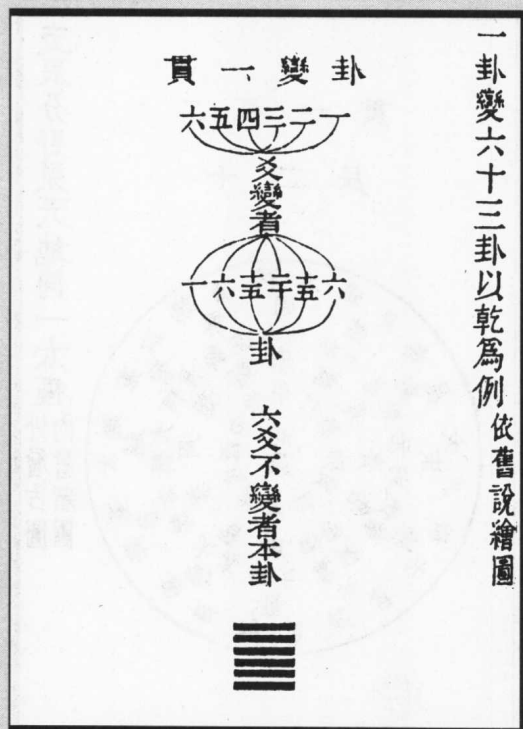 一卦變六十三卦以乾爲例 依舊說繪圖
卦變一貫
一二三四五六
爻變者
六 十五 二十 十五 六 一
卦
六爻不變者本卦